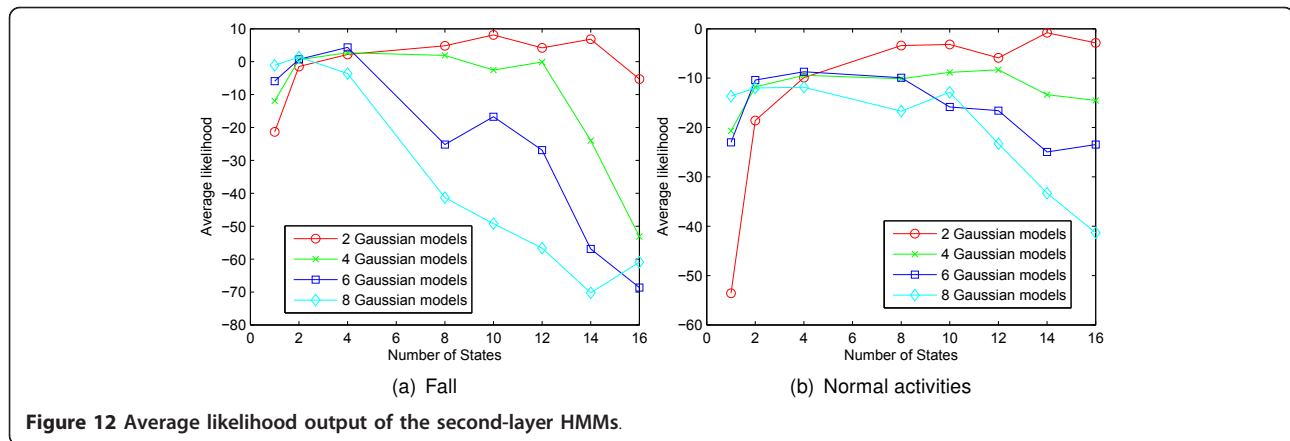 10
0
−10
−20
−30
−40
−50
−60
−70
−80
Average likelihood
0 2 4 6 8 10 12 14 16
Number of States
2 Gaussian models
4 Gaussian models
6 Gaussian models
8 Gaussian models
(a) Fall
0
−10
−20
−30
−40
−50
−60
Average likelihood
0 2 4 6 8 10 12 14 16
Number of States
2 Gaussian models
4 Gaussian models
6 Gaussian models
8 Gaussian models
(b) Normal activities
Figure 12 Average likelihood output of the second-layer HMMs.